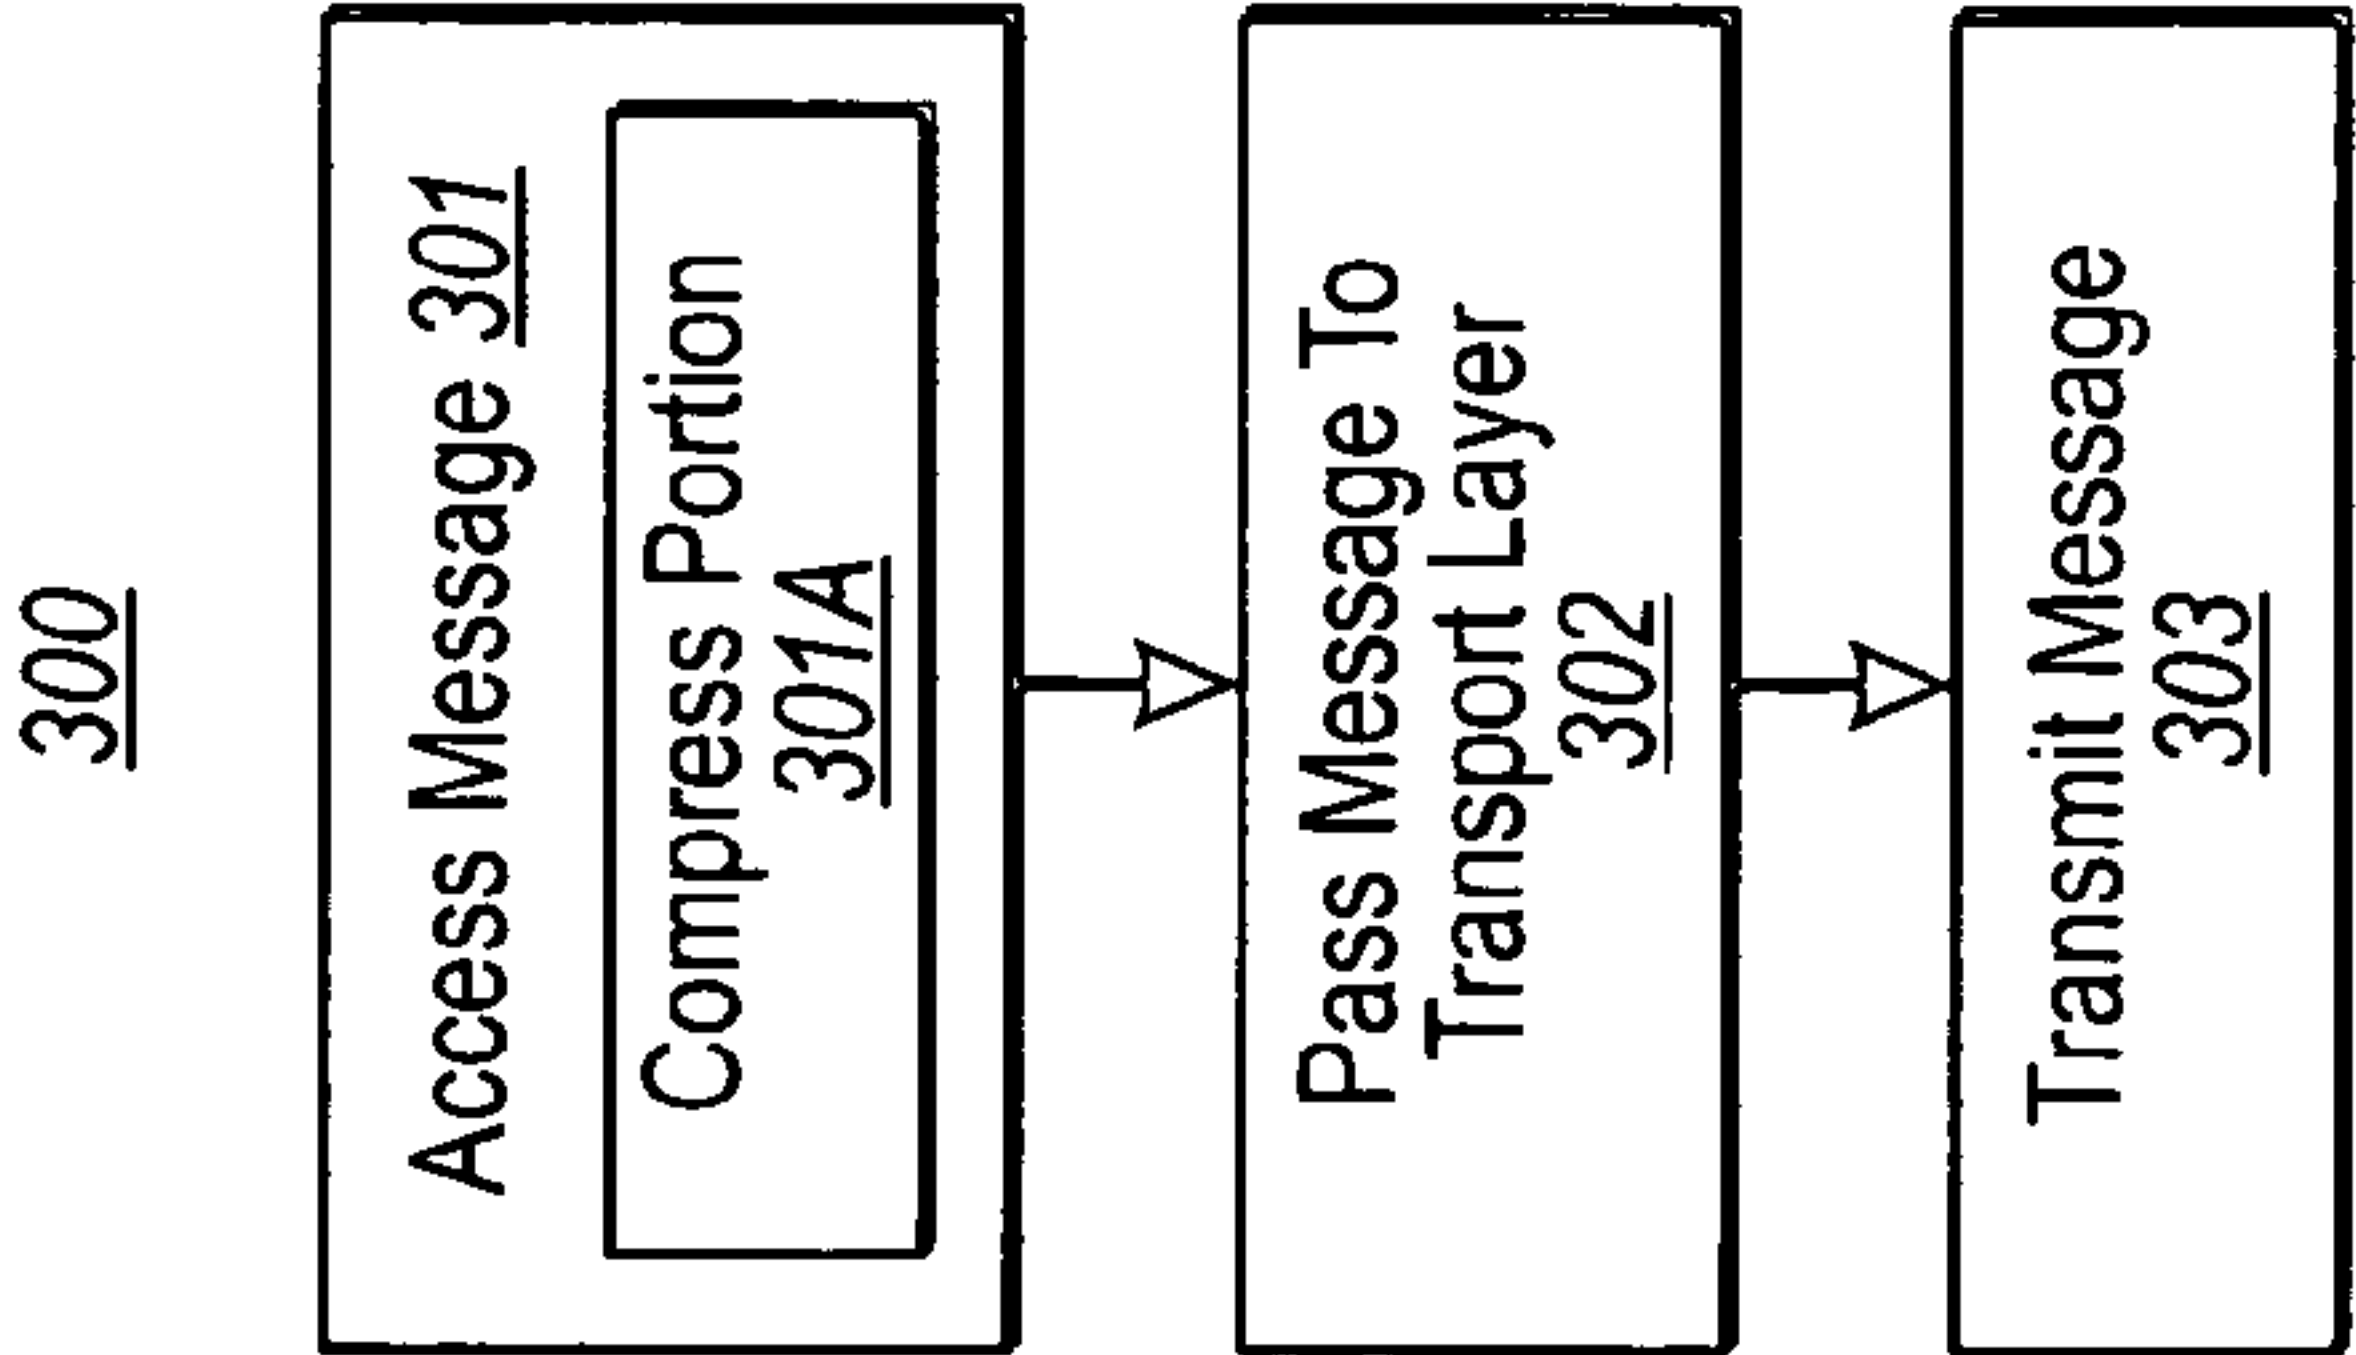 300
Access Message 301
Compress Portion
301A
Pass Message To
Transport Layer
302
Transmit Message
303